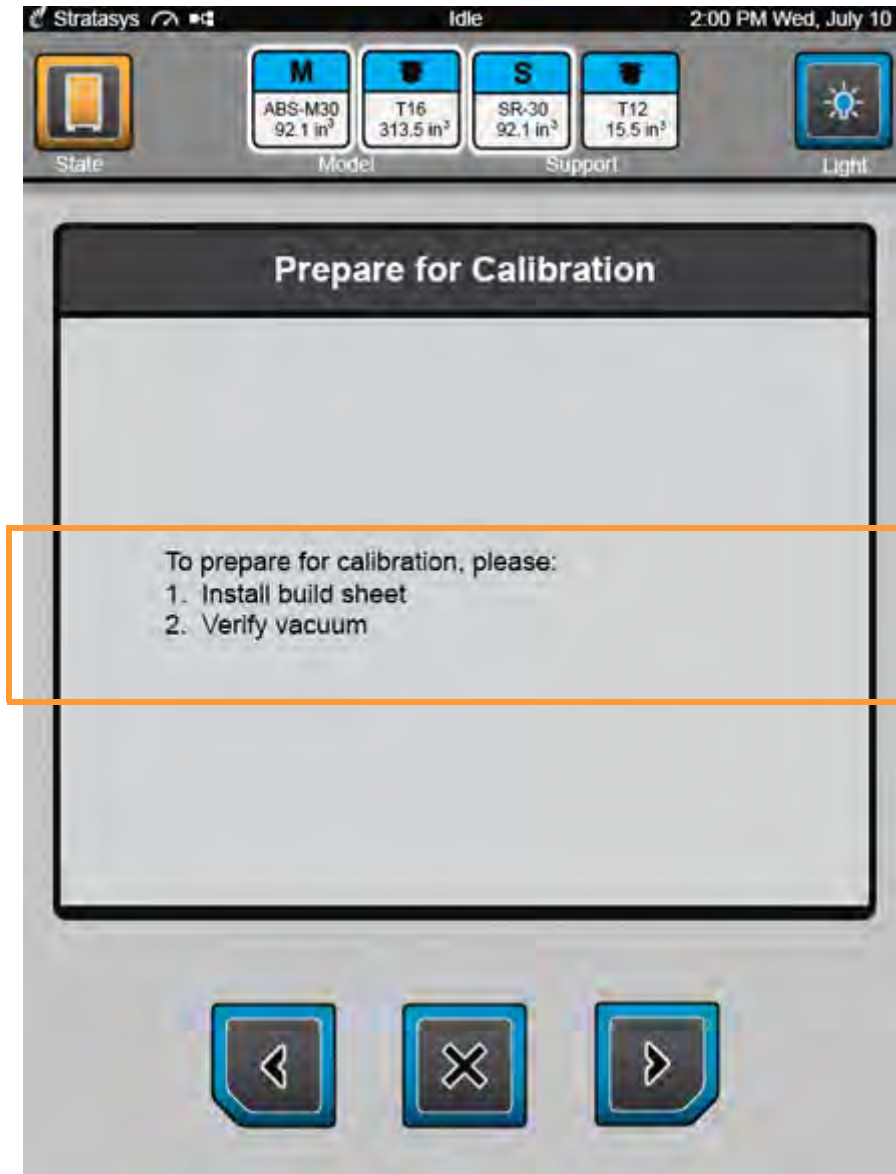 Stratasys Idle 2:00 PM Wed, July 10
M S
ABS-M30 T16 SR-30 T12
92.1 in³ 313.5 in³ 92.1 in³ 15.5 in³
State Model Support Light
Prepare for Calibration
To prepare for calibration, please:
1. Install build sheet
2. Verify vacuum